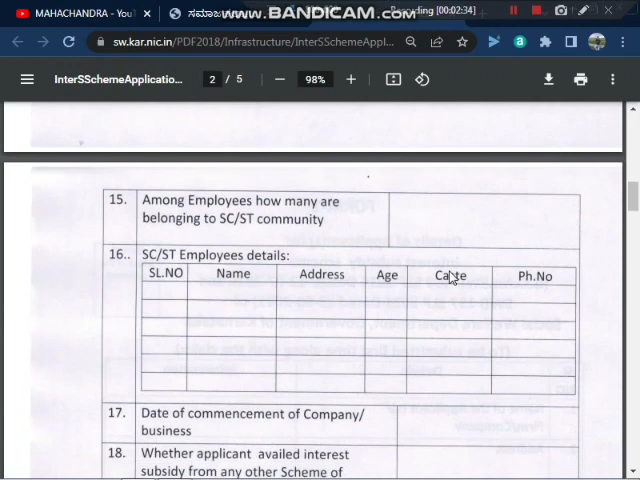 MAHACHANDRA - YouT
ಸಮಾಜ
WWW.BANDICAM.COM
Recording [00:02:34]
sw.kar.nic.in/PDF2018/Infrastructure/InterSSchemeAppl...
InterSSchemeApplicatio...
2 / 5
98%
15. Among Employees how many are
belonging to SC/ST community
16.. SC/ST Employees details:
SL.NO Name Address Age Caste Ph.No
17. Date of commencement of Company/
business
18. Whether applicant availed interest
subsidy from any other Scheme of